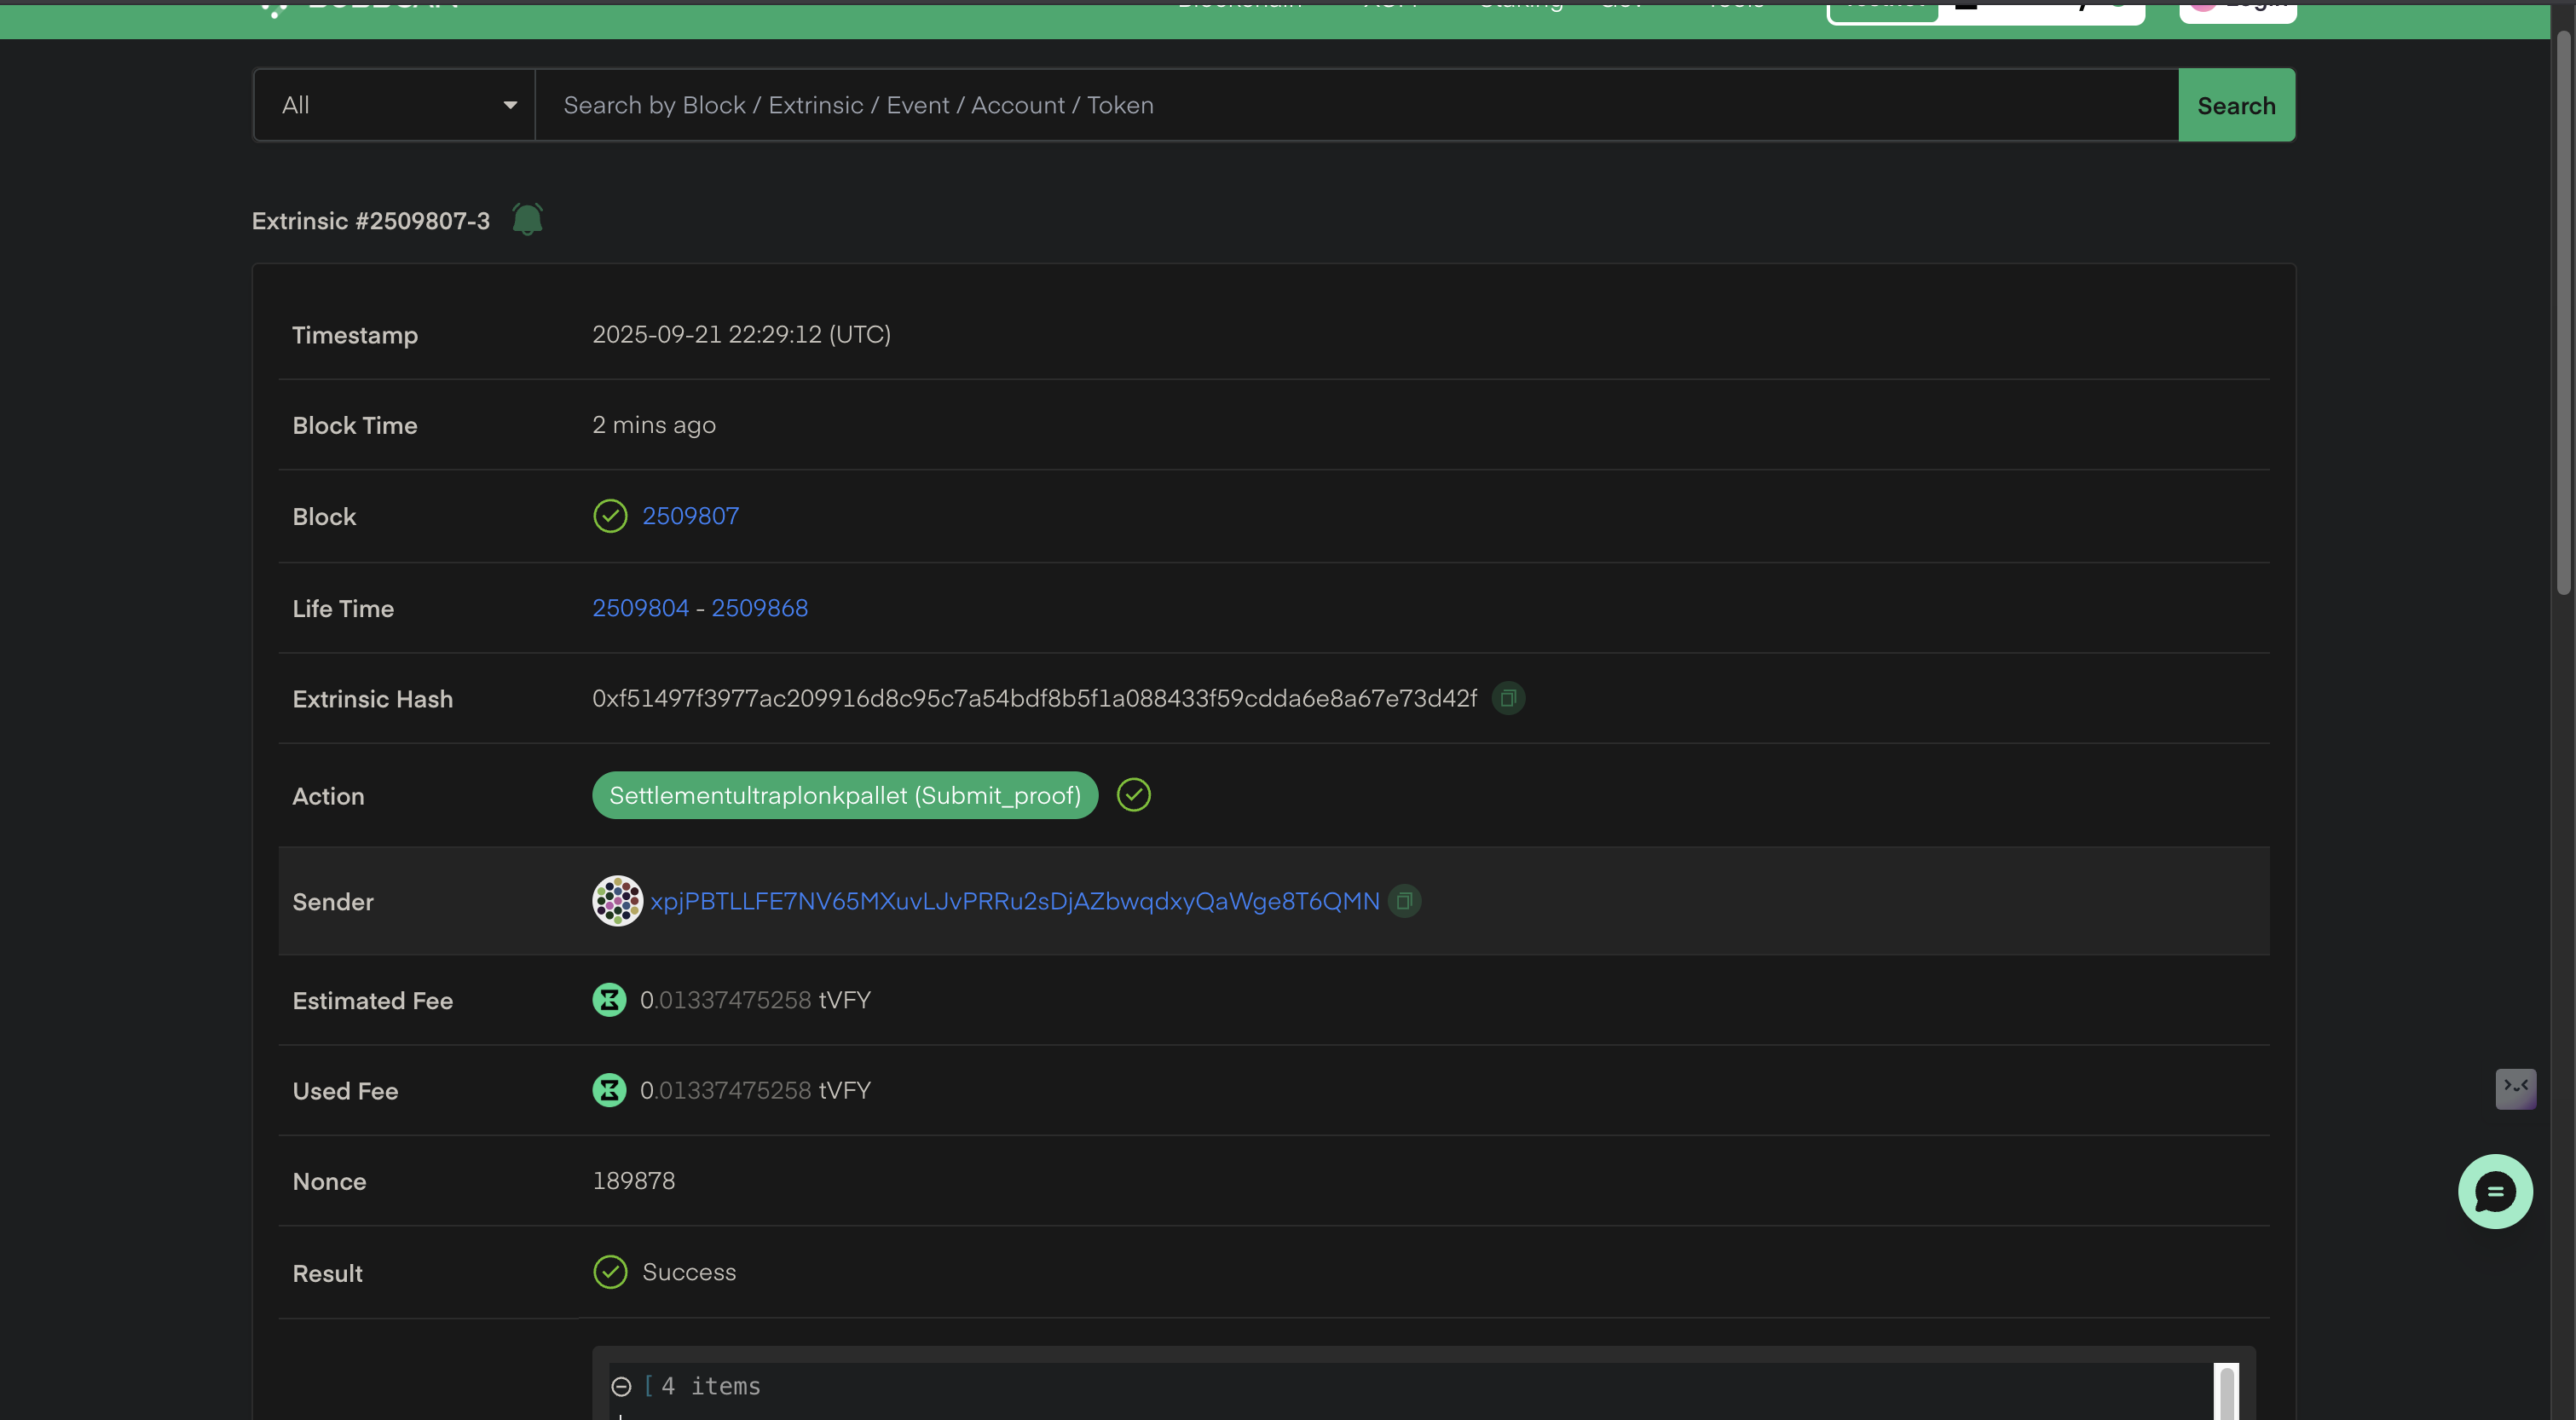 All
Search by Block / Extrinsic / Event / Account / Token
Search
Extrinsic #2509807-3
Timestamp
2025-09-21 22:29:12 (UTC)
Block Time
2 mins ago
Block
2509807
Life Time
2509804 - 2509868
Extrinsic Hash
0xf51497f3977ac209916d8c95c7a54bdf8b5f1a088433f59cdda6e8a67e73d42f
Action
Settlementultraplonkpallet (Submit_proof)
Sender
xpjPBTLLFE7NV65MXuvLJvPRRu2sDjAZbwqdxyQaWge8T6QMN
Estimated Fee
0.01337475258 tVFY
Used Fee
0.01337475258 tVFY
Nonce
189878
Result
Success
[ 4 items